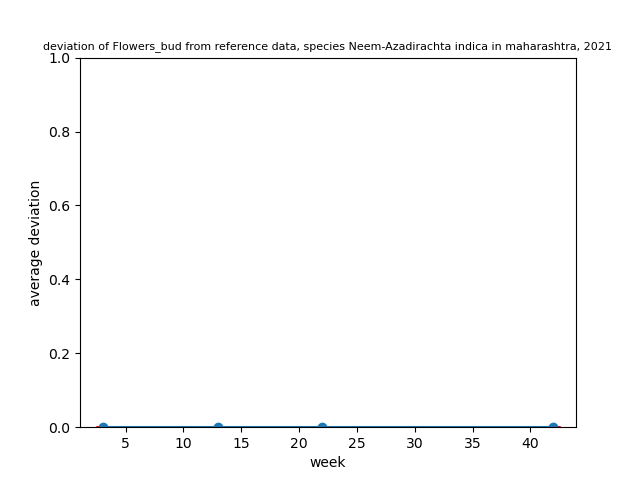 deviation of Flowers_bud from reference data, species Neem-Azadirachta indica in maharashtra, 2021
1.0
0.8
0.6
0.4
0.2
0.0
average deviation
5 10 15 20 25 30 35 40
week